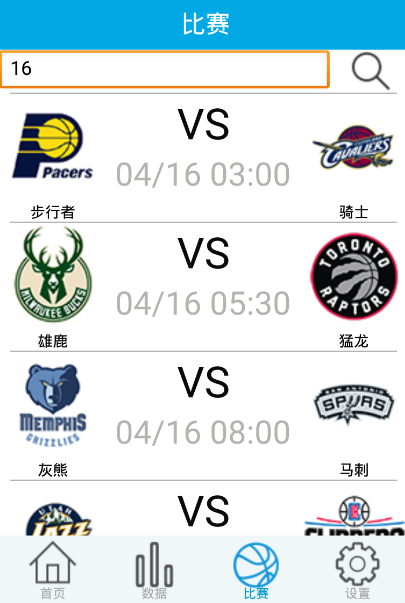 比赛
16
VS
Pacers
CAVALIERS
04/16 03:00
步行者
骑士
VS
MILWAUKEE BUCKS
TORONTO
RAPTORS
04/16 05:30
雄鹿
猛龙
VS
MEMPHIS
GRIZZLIES
SAN ANTONIO
SPURS
04/16 08:00
灰熊
马刺
VS
UTAH
JAZZ
CLIPPERS
首页
数据
比赛
设置